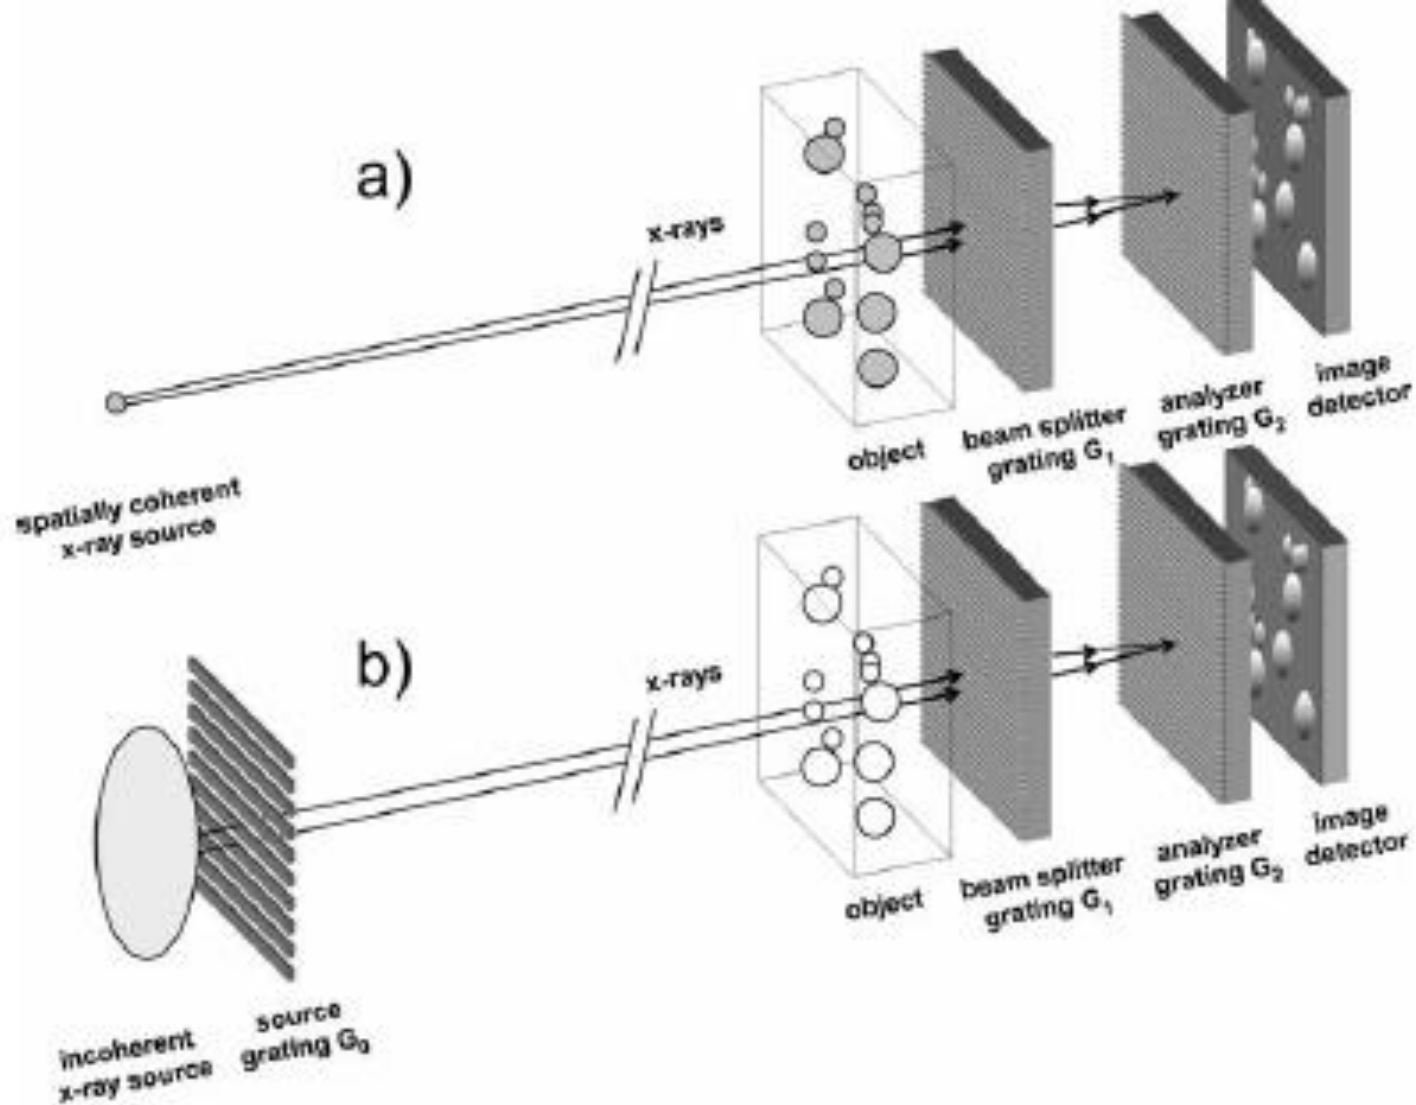 a)
x-rays
spatially coherent
x-ray source
object
beam splitter
grating G₁
analyzer
grating G₂
image
detector
b)
x-rays
incoherent
x-ray source
source
grating G₀
object
beam splitter
grating G₁
analyzer
grating G₂
image
detector